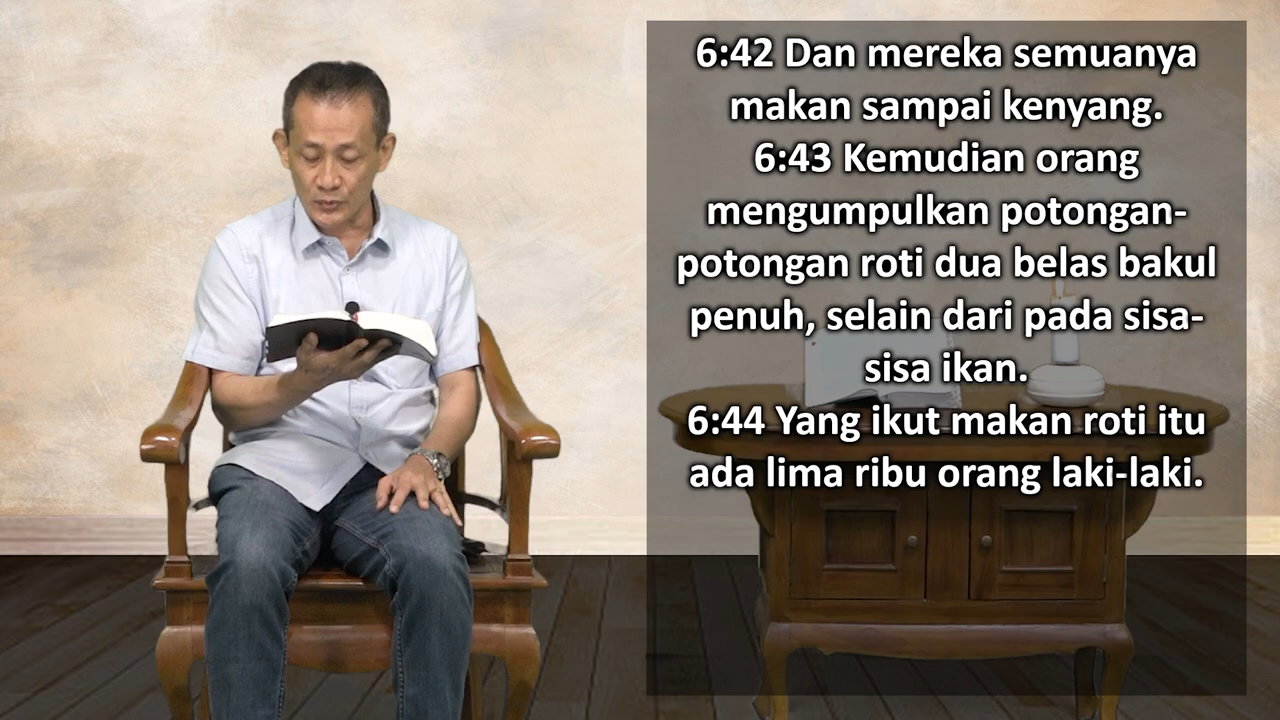 6:42 Dan mereka semuanya
makan sampai kenyang.
6:43 Kemudian orang
mengumpulkan potongan-
potongan roti dua belas bakul
penuh, selain dari pada sisa-
sisa ikan.
6:44 Yang ikut makan roti itu
ada lima ribu orang laki-laki.